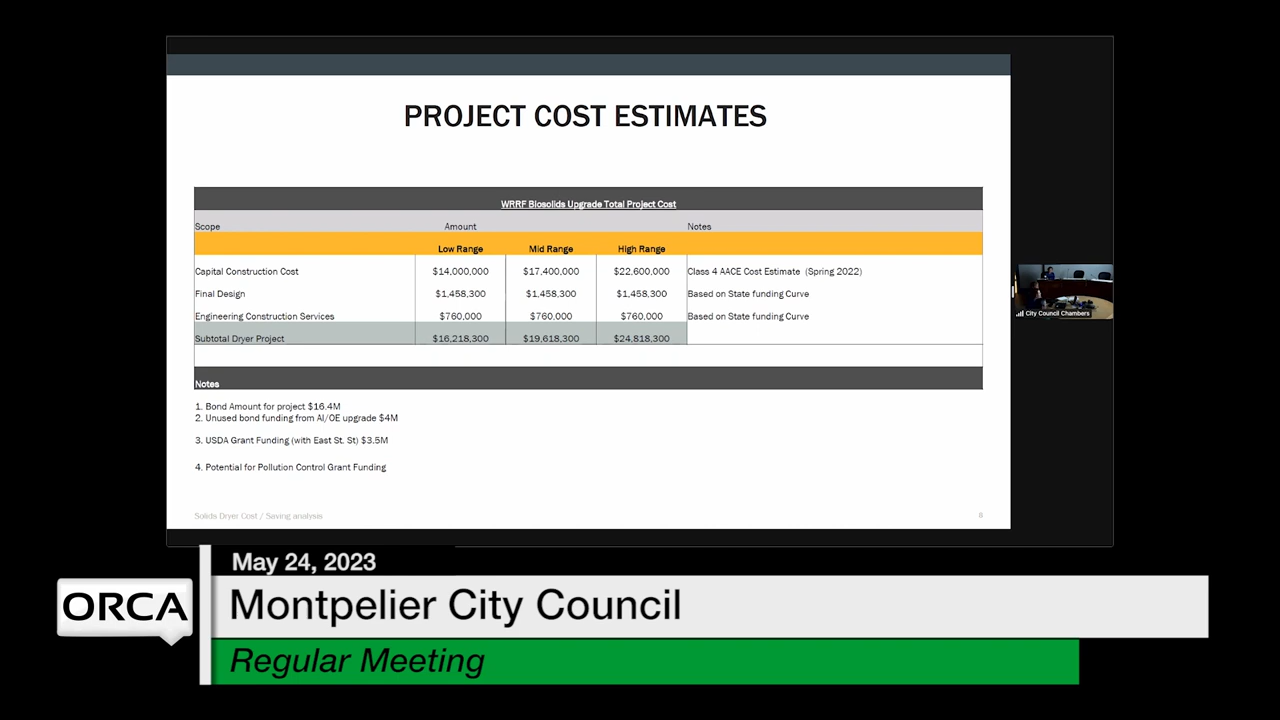 PROJECT COST ESTIMATES
WRRF Biosolids Upgrade Total Project Cost
Scope Amount Notes
Low Range Mid Range High Range
Capital Construction Cost $14,000,000 $17,400,000 $22,600,000 Class 4 AACE Cost Estimate (Spring 2022)
Final Design $1,458,300 $1,458,300 $1,458,300 Based on State funding Curve
Engineering Construction Services $760,000 $760,000 $760,000 Based on State funding Curve
Subtotal Dryer Project $16,218,300 $19,618,300 $24,818,300
Notes
1. Bond Amount for project $16.4M
2. Unused bond funding from AI/OE upgrade $4M
3. USDA Grant Funding (with East St. St) $3.5M
4. Potential for Pollution Control Grant Funding
Solids Dryer Cost / Saving analysis 8
City Council Chambers
May 24, 2023
ORCA
Montpelier City Council
Regular Meeting